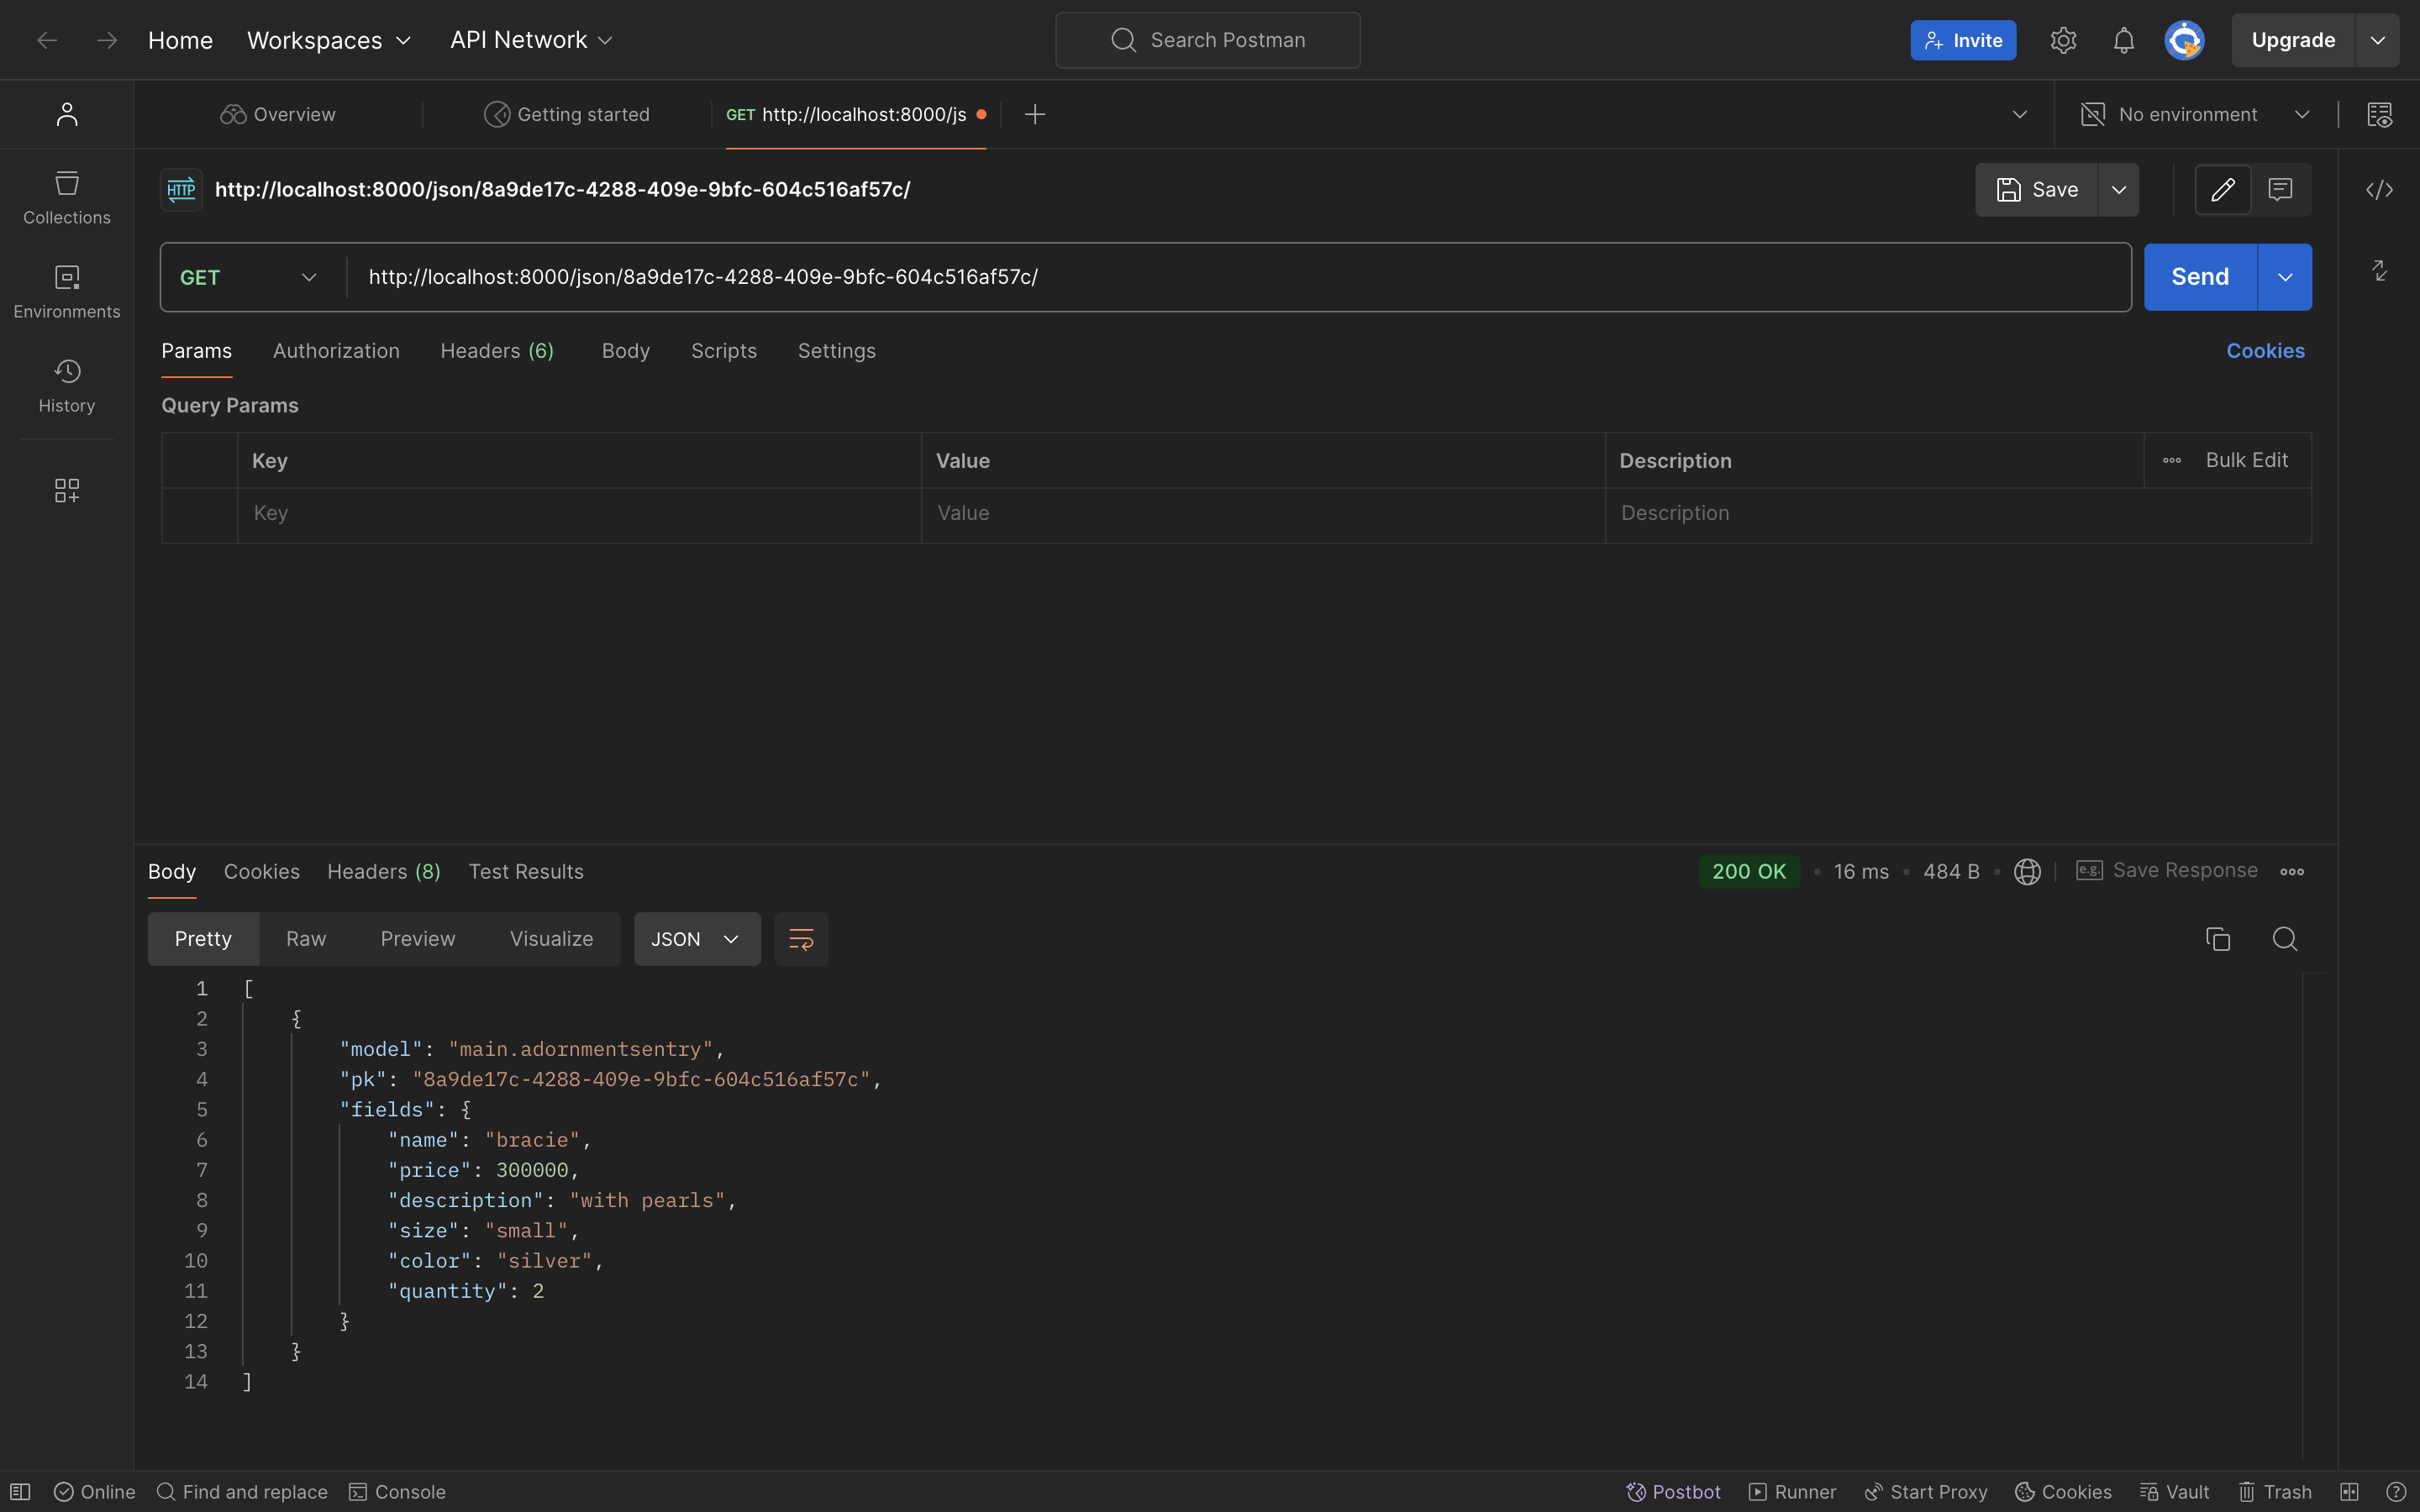 Home Workspaces API Network Search Postman Invite Upgrade
Overview Getting started GET http://localhost:8000/js No environment
HTTP http://localhost:8000/json/8a9de17c-4288-409e-9bfc-604c516af57c/ Save
Collections
GET http://localhost:8000/json/8a9de17c-4288-409e-9bfc-604c516af57c/ Send
Environments
Params Authorization Headers (6) Body Scripts Settings Cookies
History
Query Params
Key Value Description Bulk Edit
Key Value Description
Body Cookies Headers (8) Test Results 200 OK 16 ms 484 B e.g. Save Response
Pretty Raw Preview Visualize JSON
1 [
2 {
3 "model": "main.adornmentsentry",
4 "pk": "8a9de17c-4288-409e-9bfc-604c516af57c",
5 "fields": {
6 "name": "bracie",
7 "price": 300000,
8 "description": "with pearls",
9 "size": "small",
10 "color": "silver",
11 "quantity": 2
12 }
13 }
14 ]
Online Find and replace Console Postbot Runner Start Proxy Cookies Vault Trash